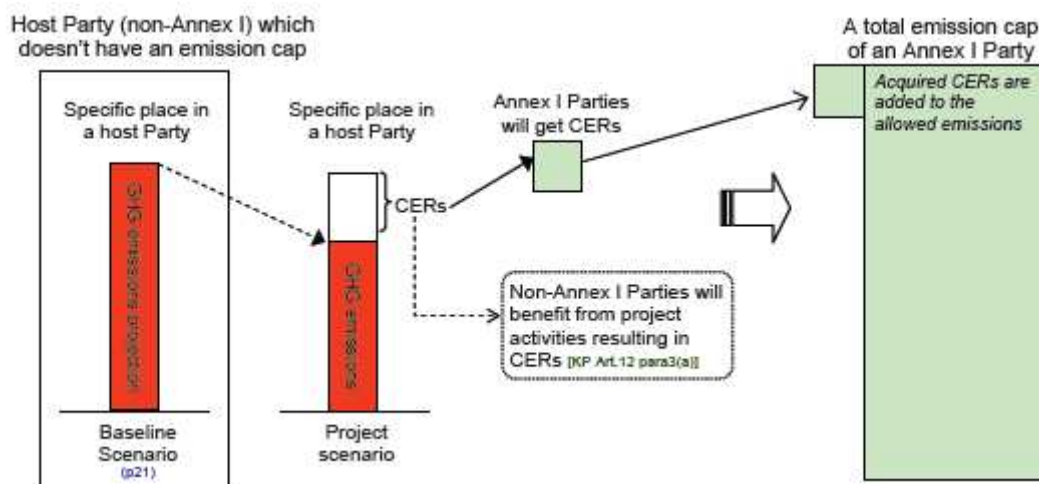 Host Party (non-Annex I) which
doesn't have an emission cap
Specific place in
a host Party
GHG emissions projection
Baseline
Scenario
(p21)
Specific place in
a host Party
GHG emissions
Project
scenario
CERs
Annex I Parties
will get CERs
Non-Annex I Parties will
benefit from project
activities resulting in
CERs [KP Art.12 para3(a)]
A total emission cap
of an Annex I Party
Acquired CERs are
added to the
allowed emissions